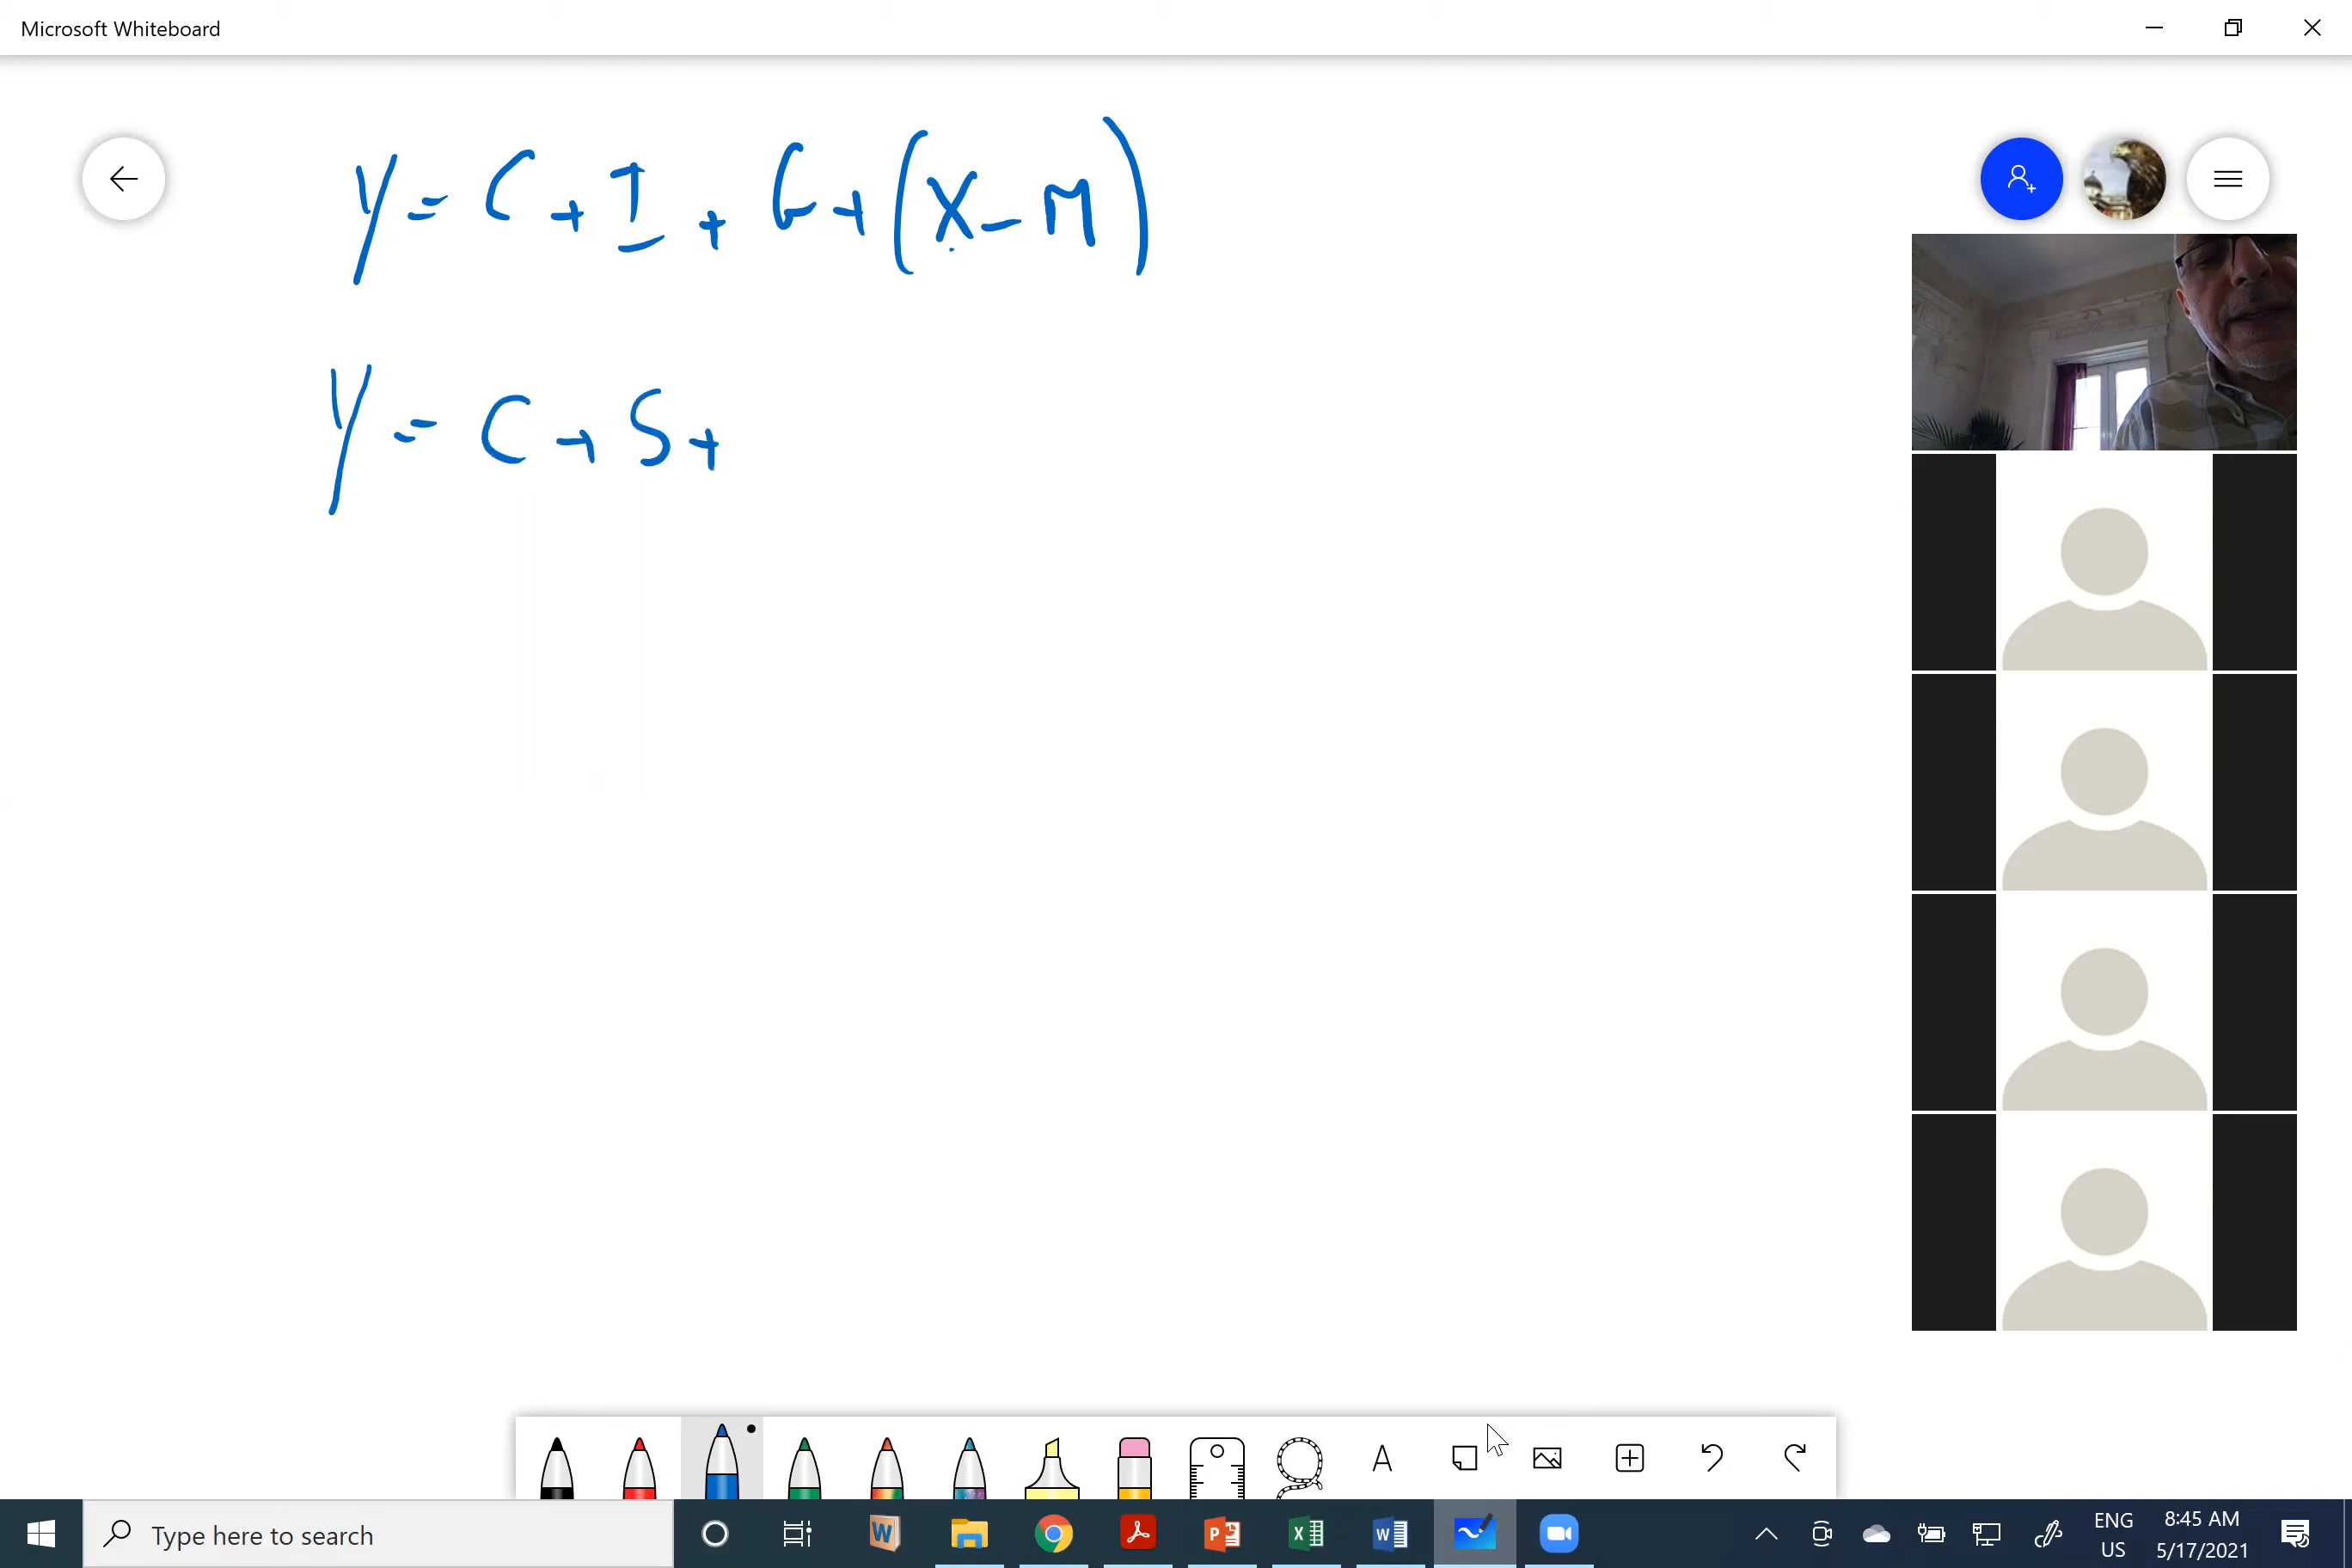 Microsoft Whiteboard
Y = C + I + G + (X - M)
Y = C + S +
A
Type here to search
ENG
US
8:45 AM
5/17/2021